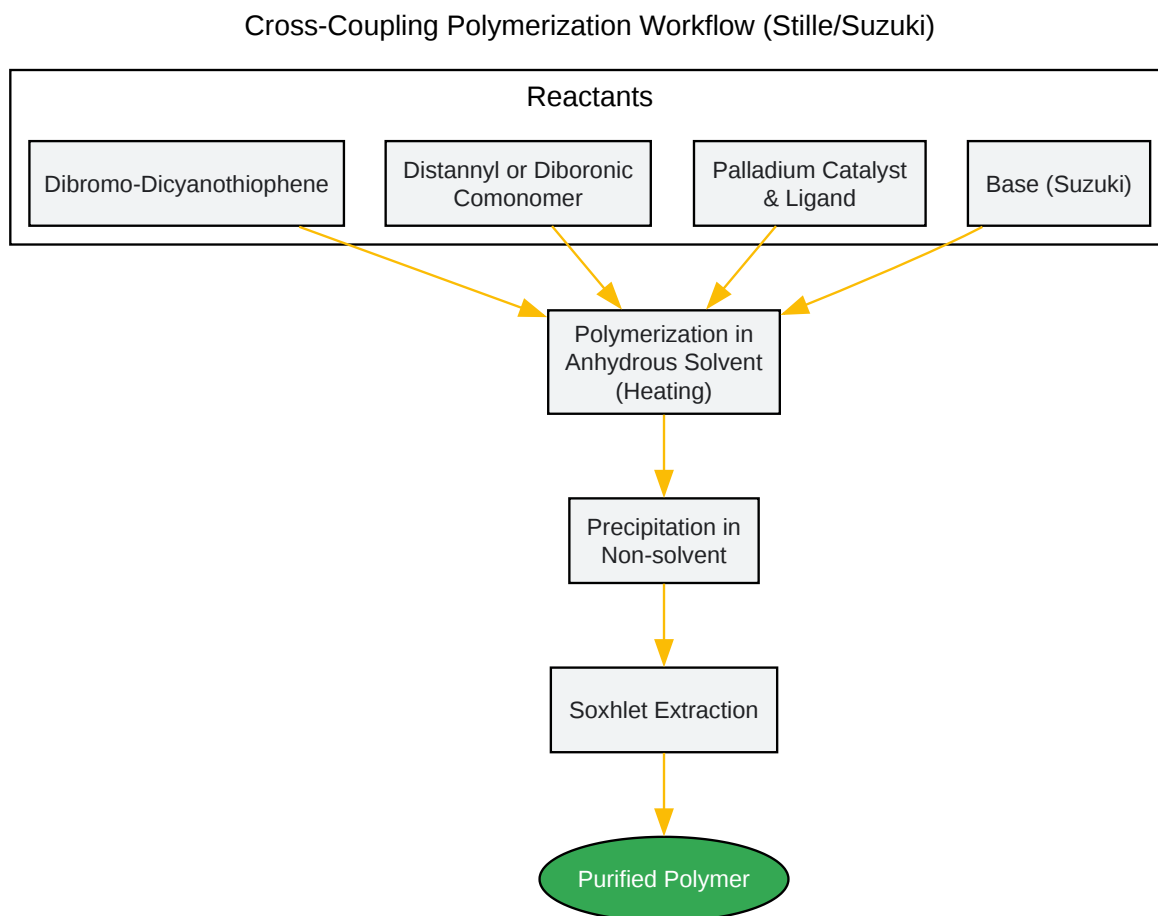 Cross-Coupling Polymerization Workflow (Stille/Suzuki)
Reactants
Dibromo-Dicyanothiophene
Distannyl or Diboronic
Comonomer
Palladium Catalyst
& Ligand
Base (Suzuki)
Polymerization in
Anhydrous Solvent
(Heating)
Precipitation in
Non-solvent
Soxhlet Extraction
Purified Polymer